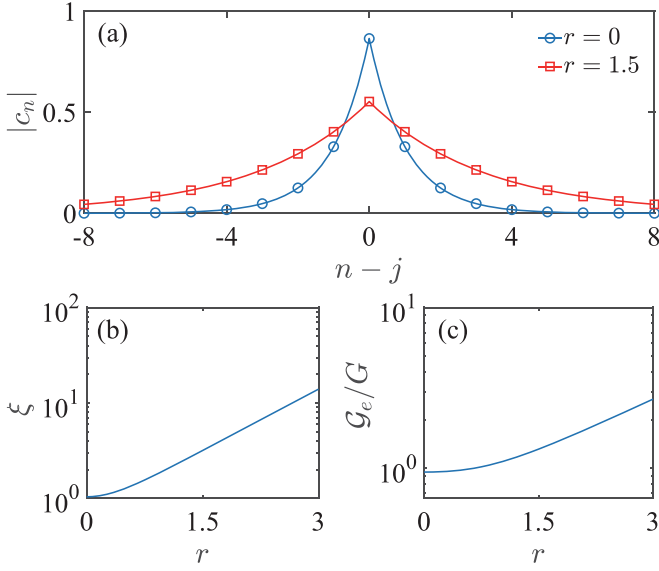 (a)
r = 0
r = 1.5
|c_n|
1
0.5
0
-8 -4 0 4 8
n − j
(b)
ξ
10^2
10^1
10^0
0 1.5 3
r
(c)
𝒢_e/G
10^1
10^0
0 1.5 3
r